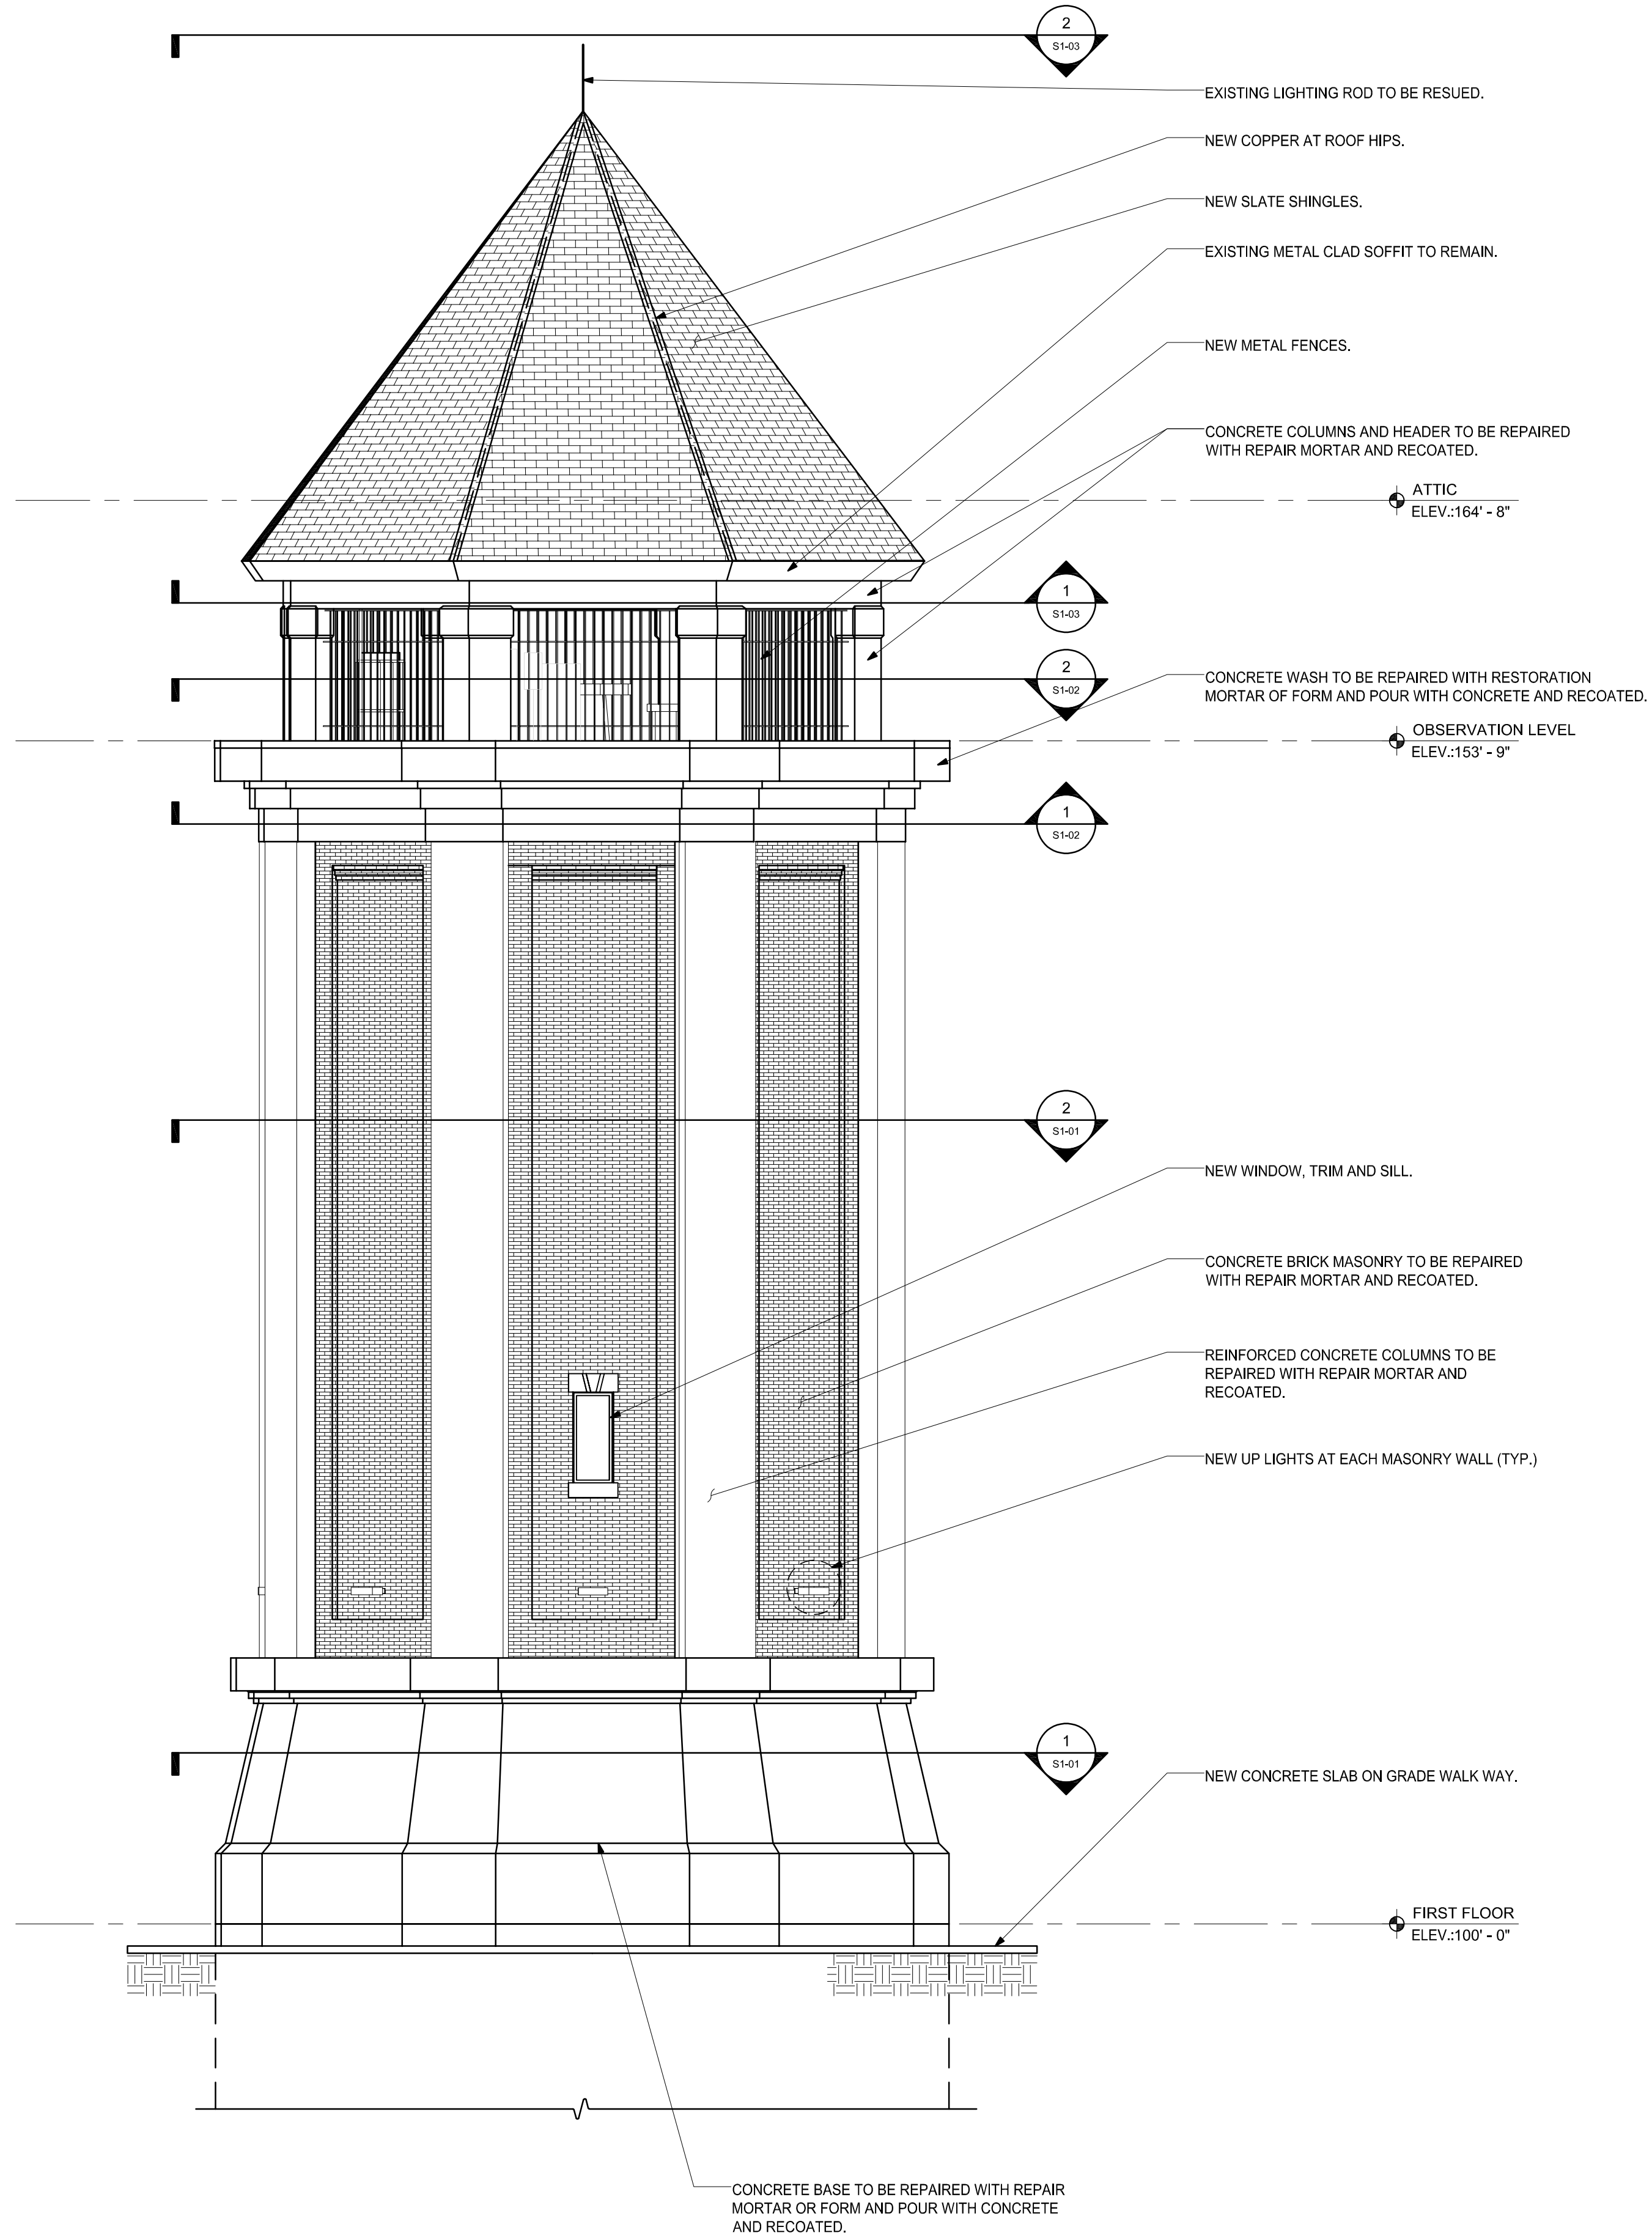 2
S1-03
EXISTING LIGHTING ROD TO BE RESUED.
NEW COPPER AT ROOF HIPS.
NEW SLATE SHINGLES.
EXISTING METAL CLAD SOFFIT TO REMAIN.
NEW METAL FENCES.
CONCRETE COLUMNS AND HEADER TO BE REPAIRED
WITH REPAIR MORTAR AND RECOATED.
ATTIC
ELEV.:164' - 8"
1
S1-03
2
S1-02
CONCRETE WASH TO BE REPAIRED WITH RESTORATION
MORTAR OF FORM AND POUR WITH CONCRETE AND RECOATED.
OBSERVATION LEVEL
ELEV.:153' - 9"
1
S1-02
2
S1-01
NEW WINDOW, TRIM AND SILL.
CONCRETE BRICK MASONRY TO BE REPAIRED
WITH REPAIR MORTAR AND RECOATED.
REINFORCED CONCRETE COLUMNS TO BE
REPAIRED WITH REPAIR MORTAR AND
RECOATED.
NEW UP LIGHTS AT EACH MASONRY WALL (TYP.)
1
S1-01
NEW CONCRETE SLAB ON GRADE WALK WAY.
FIRST FLOOR
ELEV.:100' - 0"
CONCRETE BASE TO BE REPAIRED WITH REPAIR
MORTAR OR FORM AND POUR WITH CONCRETE
AND RECOATED.